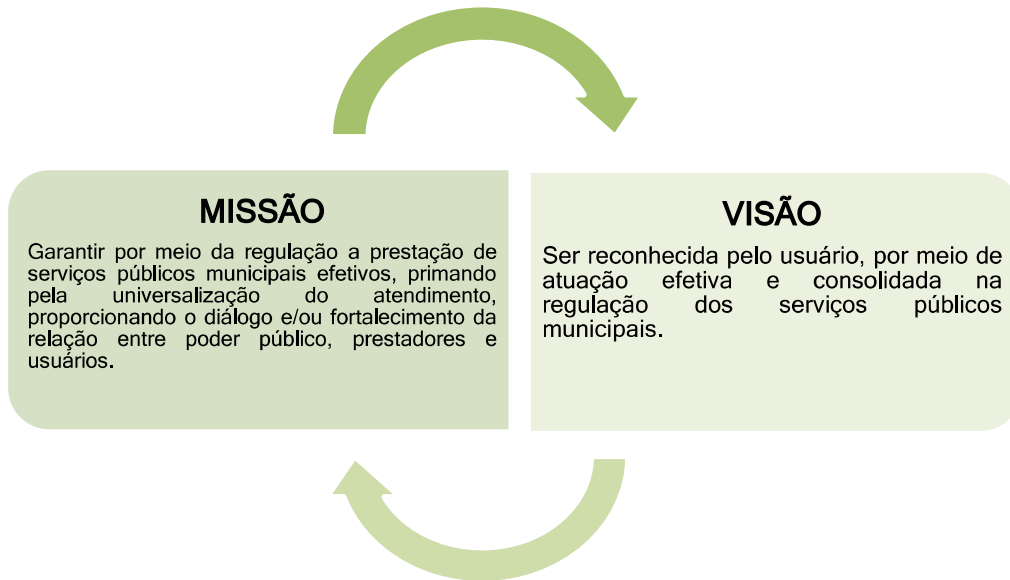 MISSÃO
Garantir por meio da regulação a prestação de
serviços públicos municipais efetivos, primando
pela universalização do atendimento,
proporcionando o diálogo e/ou fortalecimento da
relação entre poder público, prestadores e
usuários.
VISÃO
Ser reconhecida pelo usuário, por meio de
atuação efetiva e consolidada na
regulação dos serviços públicos
municipais.